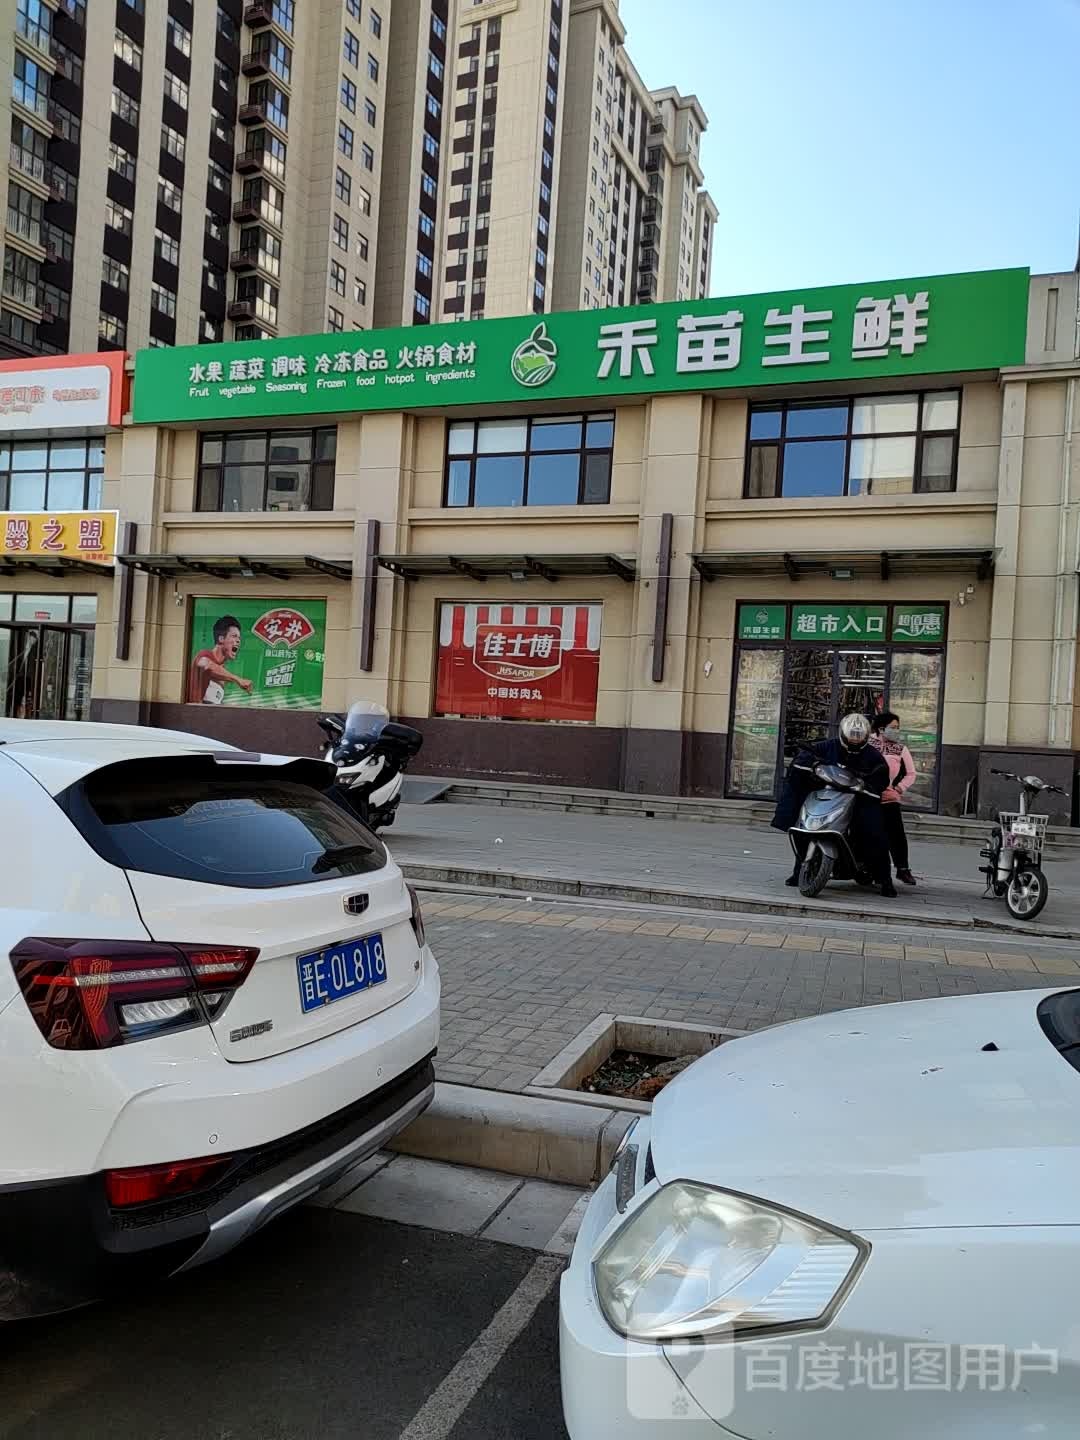 水果 蔬菜 调味 冷冻食品 火锅食材
Fruit vegetable Seasoning Frozen food hotpot ingredients
禾苗生鲜
婴之盟
安井
佳士博
JUSAPOR
中国好肉丸
禾苗生鲜
超市入口
超值惠
晋E·0L818
百度地图用户